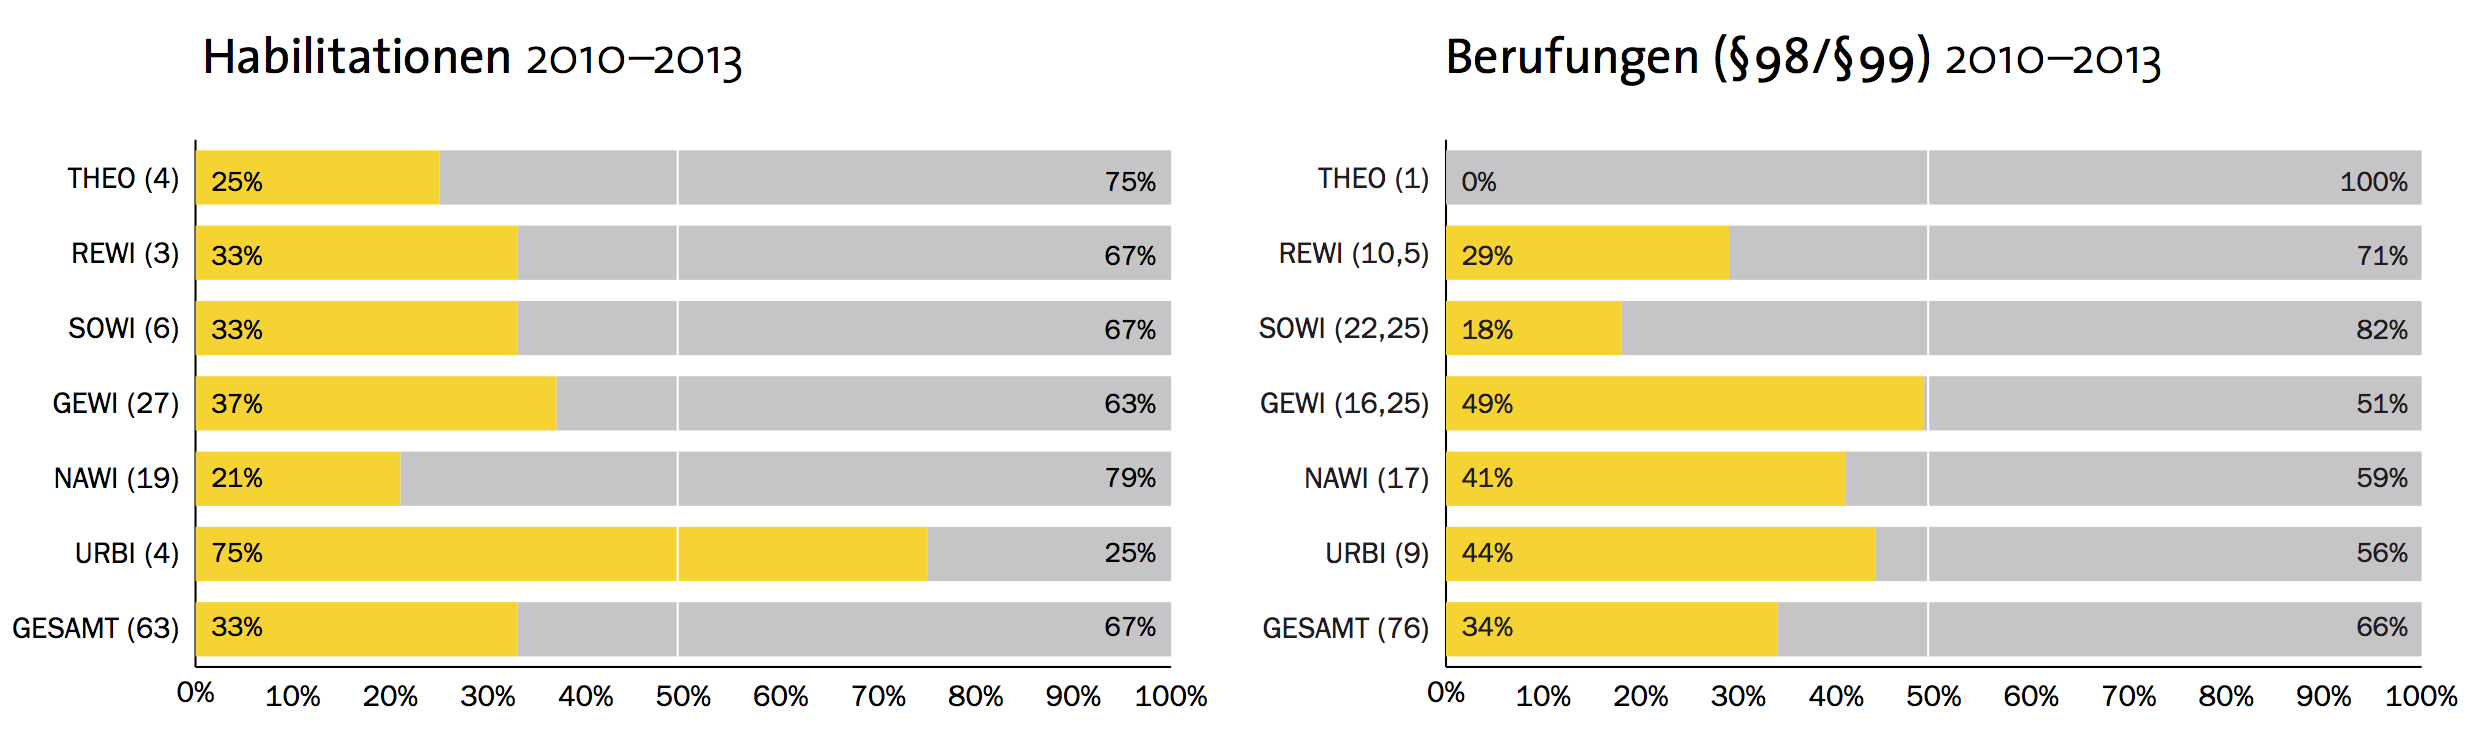 Habilitationen 2010–2013
THEO (4) 25% 75%
REWI (3) 33% 67%
SOWI (6) 33% 67%
GEWI (27) 37% 63%
NAWI (19) 21% 79%
URBI (4) 75% 25%
GESAMT (63) 33% 67%
0% 10% 20% 30% 40% 50% 60% 70% 80% 90% 100%
Berufungen (§98/§99) 2010–2013
THEO (1) 0% 100%
REWI (10,5) 29% 71%
SOWI (22,25) 18% 82%
GEWI (16,25) 49% 51%
NAWI (17) 41% 59%
URBI (9) 44% 56%
GESAMT (76) 34% 66%
0% 10% 20% 30% 40% 50% 60% 70% 80% 90% 100%